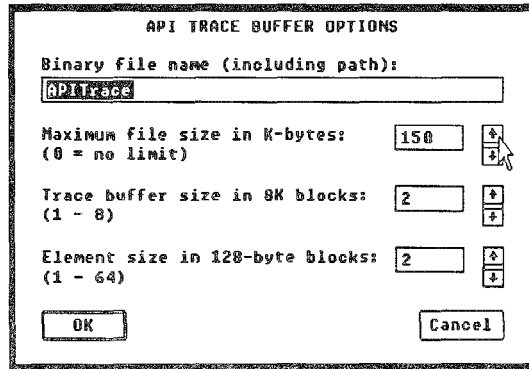 API TRACE BUFFER OPTIONS
Binary file name (including path):
APITrace
Maximum file size in K-bytes: 150
(0 = no limit)
Trace buffer size in 8K blocks: 2
(1 - 8)
Element size in 128-byte blocks: 2
(1 - 64)
OK Cancel